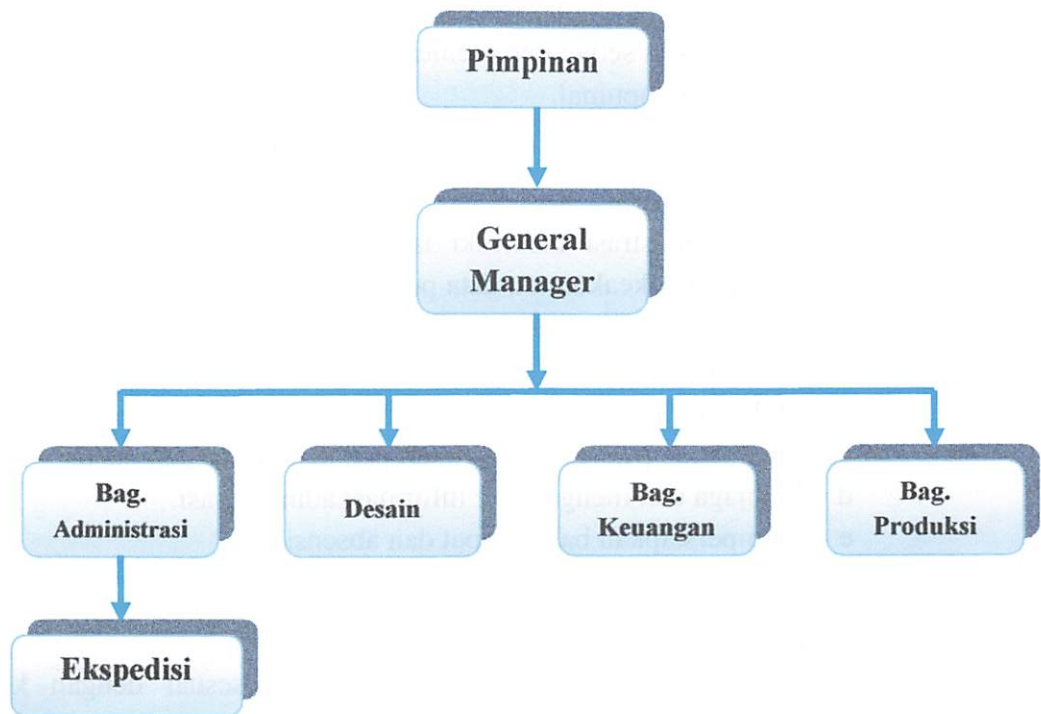 Pimpinan
General
Manager
Bag.
Administrasi
Desain
Bag.
Keuangan
Bag.
Produksi
Ekspedisi